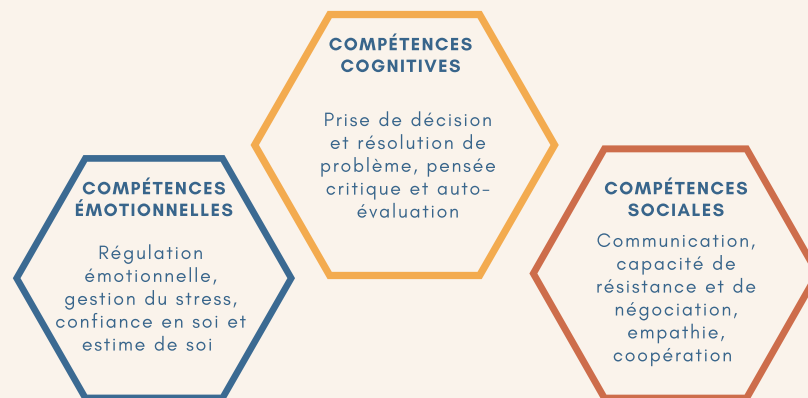 COMPÉTENCES
COGNITIVES
Prise de décision
et résolution de
problème, pensée
critique et auto-
évaluation
COMPÉTENCES
ÉMOTIONNELLES
Régulation
émotionnelle,
gestion du stress,
confiance en soi et
estime de soi
COMPÉTENCES
SOCIALES
Communication,
capacité de
résistance et de
négociation,
empathie,
coopération